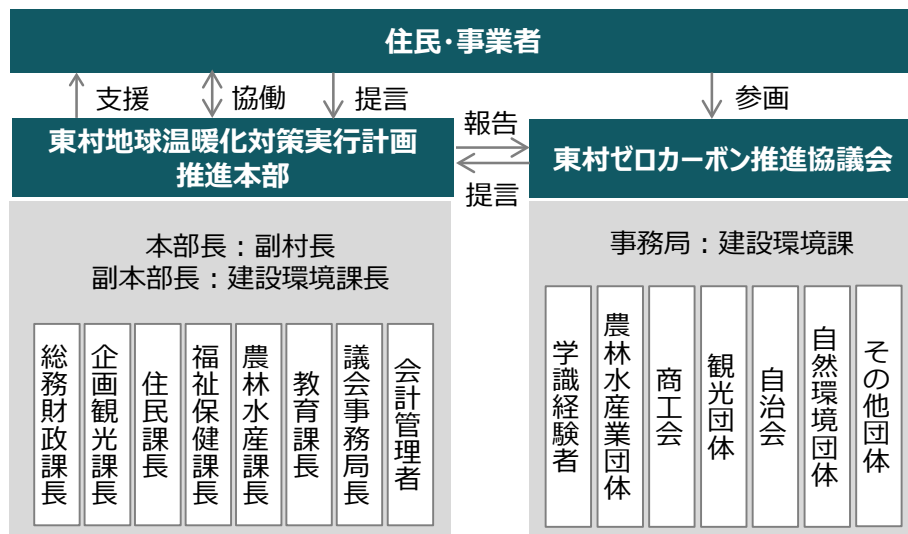 住民・事業者
支援
協働
提言
参画
東村地球温暖化対策実行計画
推進本部
報告
提言
東村ゼロカーボン推進協議会
本部長：副村長
副本部長：建設環境課長
総務財政課長
企画観光課長
住民課長
福祉保健課長
農林水産課長
教育課長
議会事務局長
会計管理者
事務局：建設環境課
学識経験者
農林水産業団体
商工会
観光団体
自治会
自然環境団体
その他団体